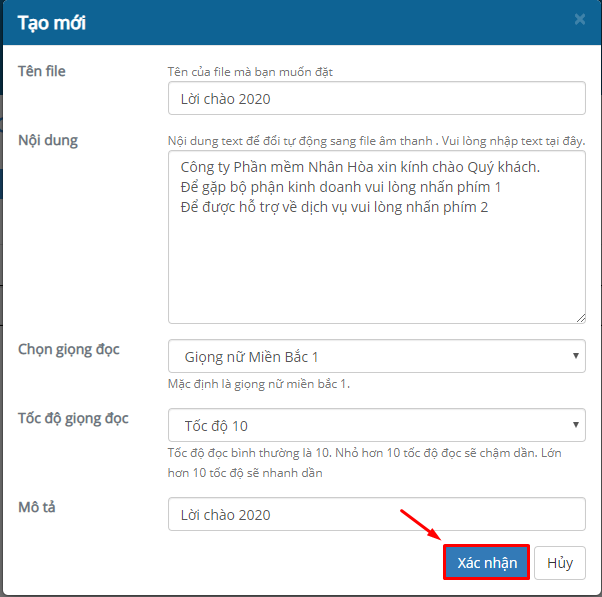 Tạo mới
×
Tên file
Tên của file mà bạn muốn đặt
Lời chào 2020
Nội dung
Nội dung text để đổi tự động sang file âm thanh . Vui lòng nhập text tại đây.
Công ty Phần mềm Nhân Hòa xin kính chào Quý khách.
Để gặp bộ phận kinh doanh vui lòng nhấn phím 1
Để được hỗ trợ về dịch vụ vui lòng nhấn phím 2
Chọn giọng đọc
Giọng nữ Miền Bắc 1
Mặc định là giọng nữ miền bắc 1.
Tốc độ giọng đọc
Tốc độ 10
Tốc độ đọc bình thường là 10. Nhỏ hơn 10 tốc độ đọc sẽ chậm dần. Lớn
hơn 10 tốc độ sẽ nhanh dần
Mô tả
Lời chào 2020
Xác nhận
Hủy